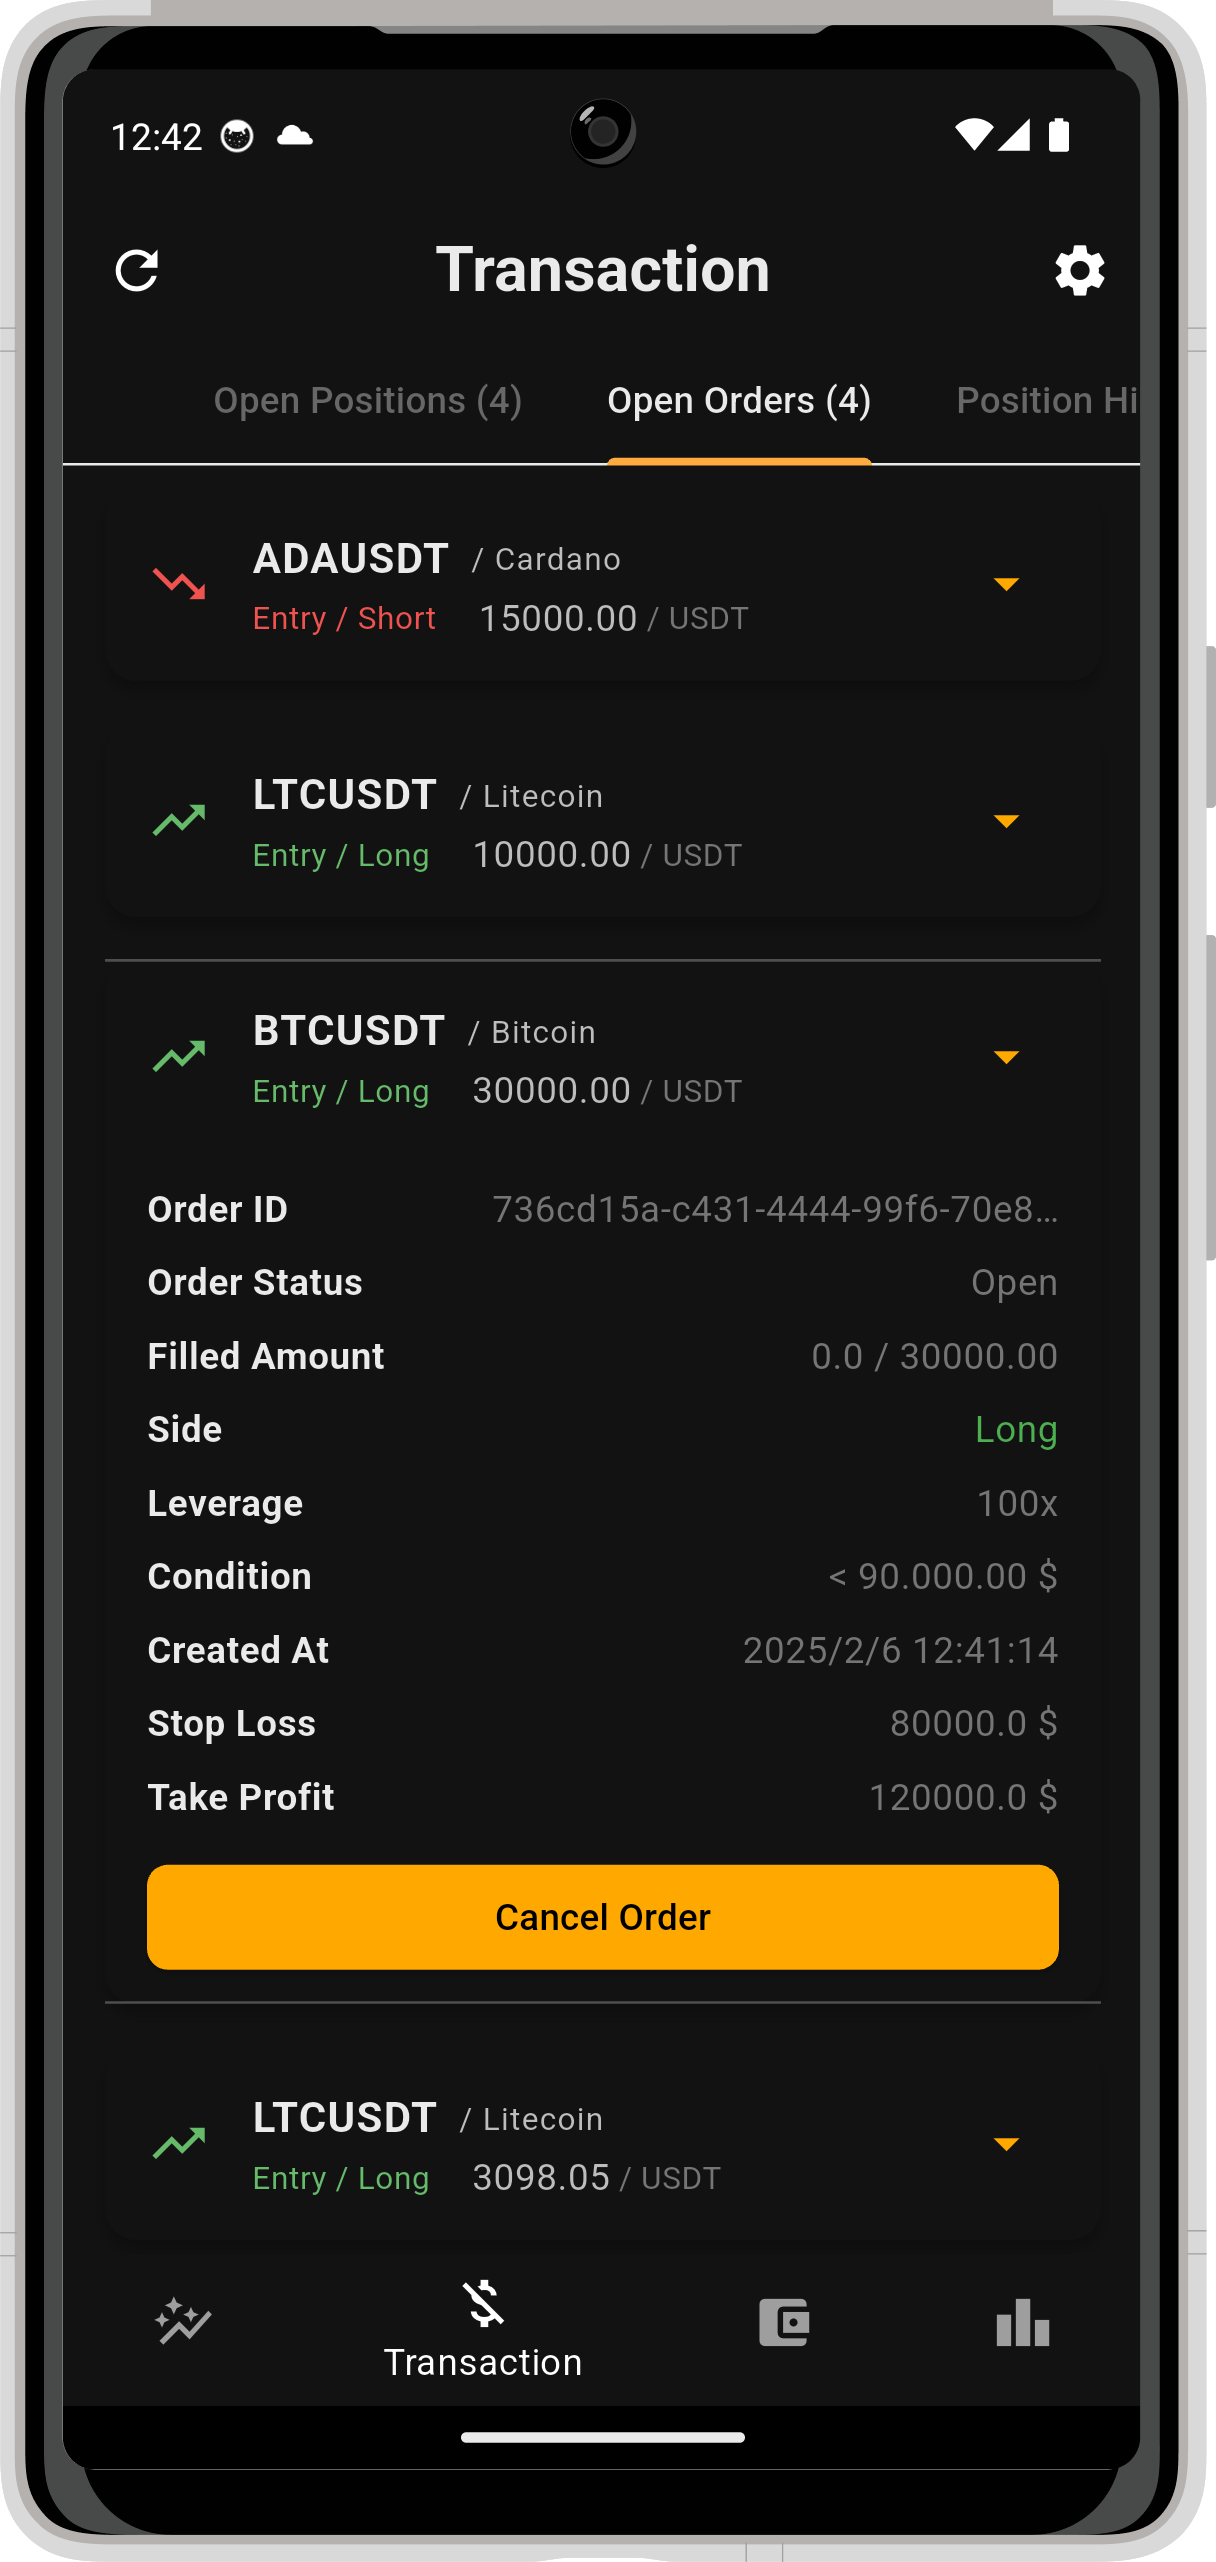 12:42
Transaction
Open Positions (4) Open Orders (4) Position Hi
ADAUSDT / Cardano
Entry / Short 15000.00 / USDT
LTCUSDT / Litecoin
Entry / Long 10000.00 / USDT
BTCUSDT / Bitcoin
Entry / Long 30000.00 / USDT
Order ID 736cd15a-c431-4444-99f6-70e8…
Order Status Open
Filled Amount 0.0 / 30000.00
Side Long
Leverage 100x
Condition < 90.000.00 $
Created At 2025/2/6 12:41:14
Stop Loss 80000.0 $
Take Profit 120000.0 $
Cancel Order
LTCUSDT / Litecoin
Entry / Long 3098.05 / USDT
Transaction